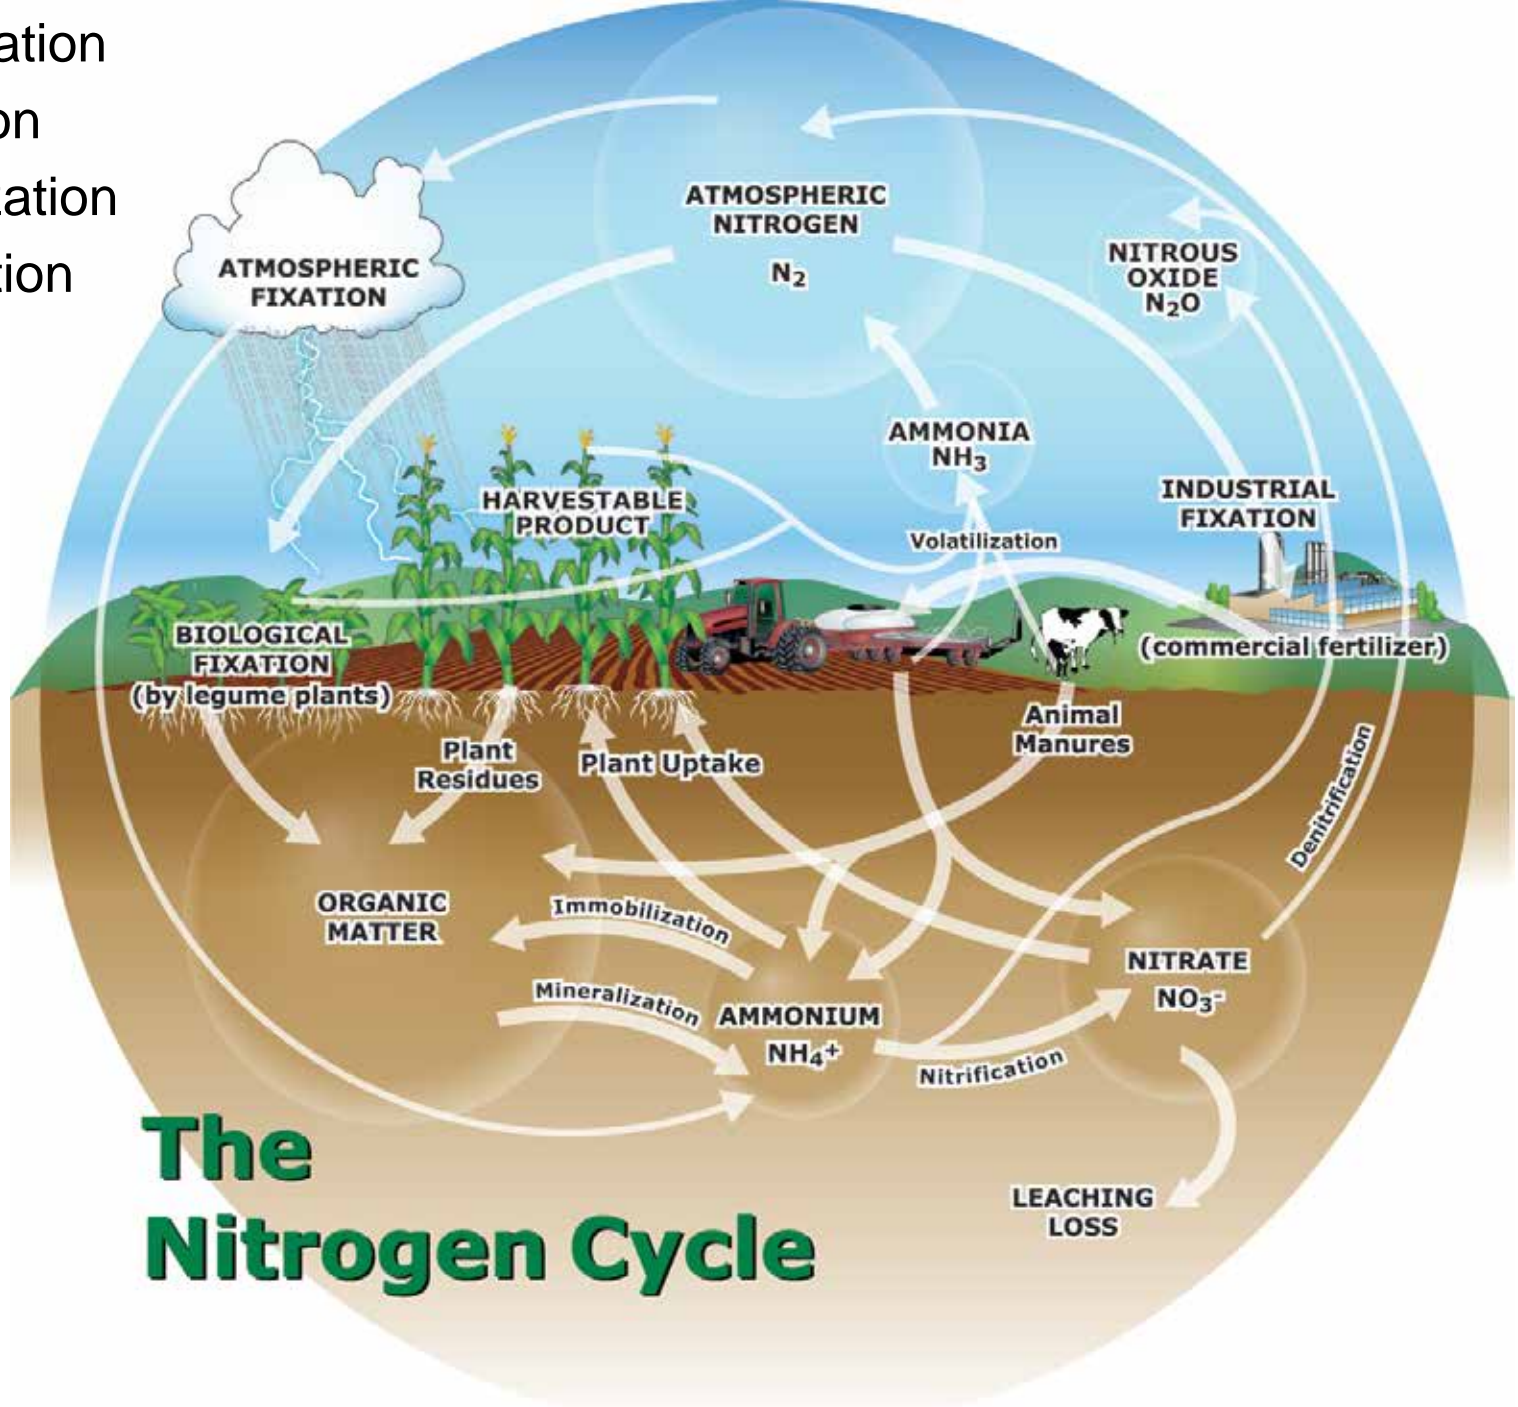 ation
on
zation
tion
ATMOSPHERIC
NITROGEN
N2
NITROUS
OXIDE
N2O
ATMOSPHERIC
FIXATION
AMMONIA
NH3
HARVESTABLE
PRODUCT
Volatilization
INDUSTRIAL
FIXATION
(commercial fertilizer)
BIOLOGICAL
FIXATION
(by legume plants)
Plant
Residues
Plant Uptake
Animal
Manures
Denitrification
ORGANIC
MATTER
Immobilization
Mineralization
AMMONIUM
NH4+
Nitrification
NITRATE
NO3-
LEACHING
LOSS
The
Nitrogen Cycle